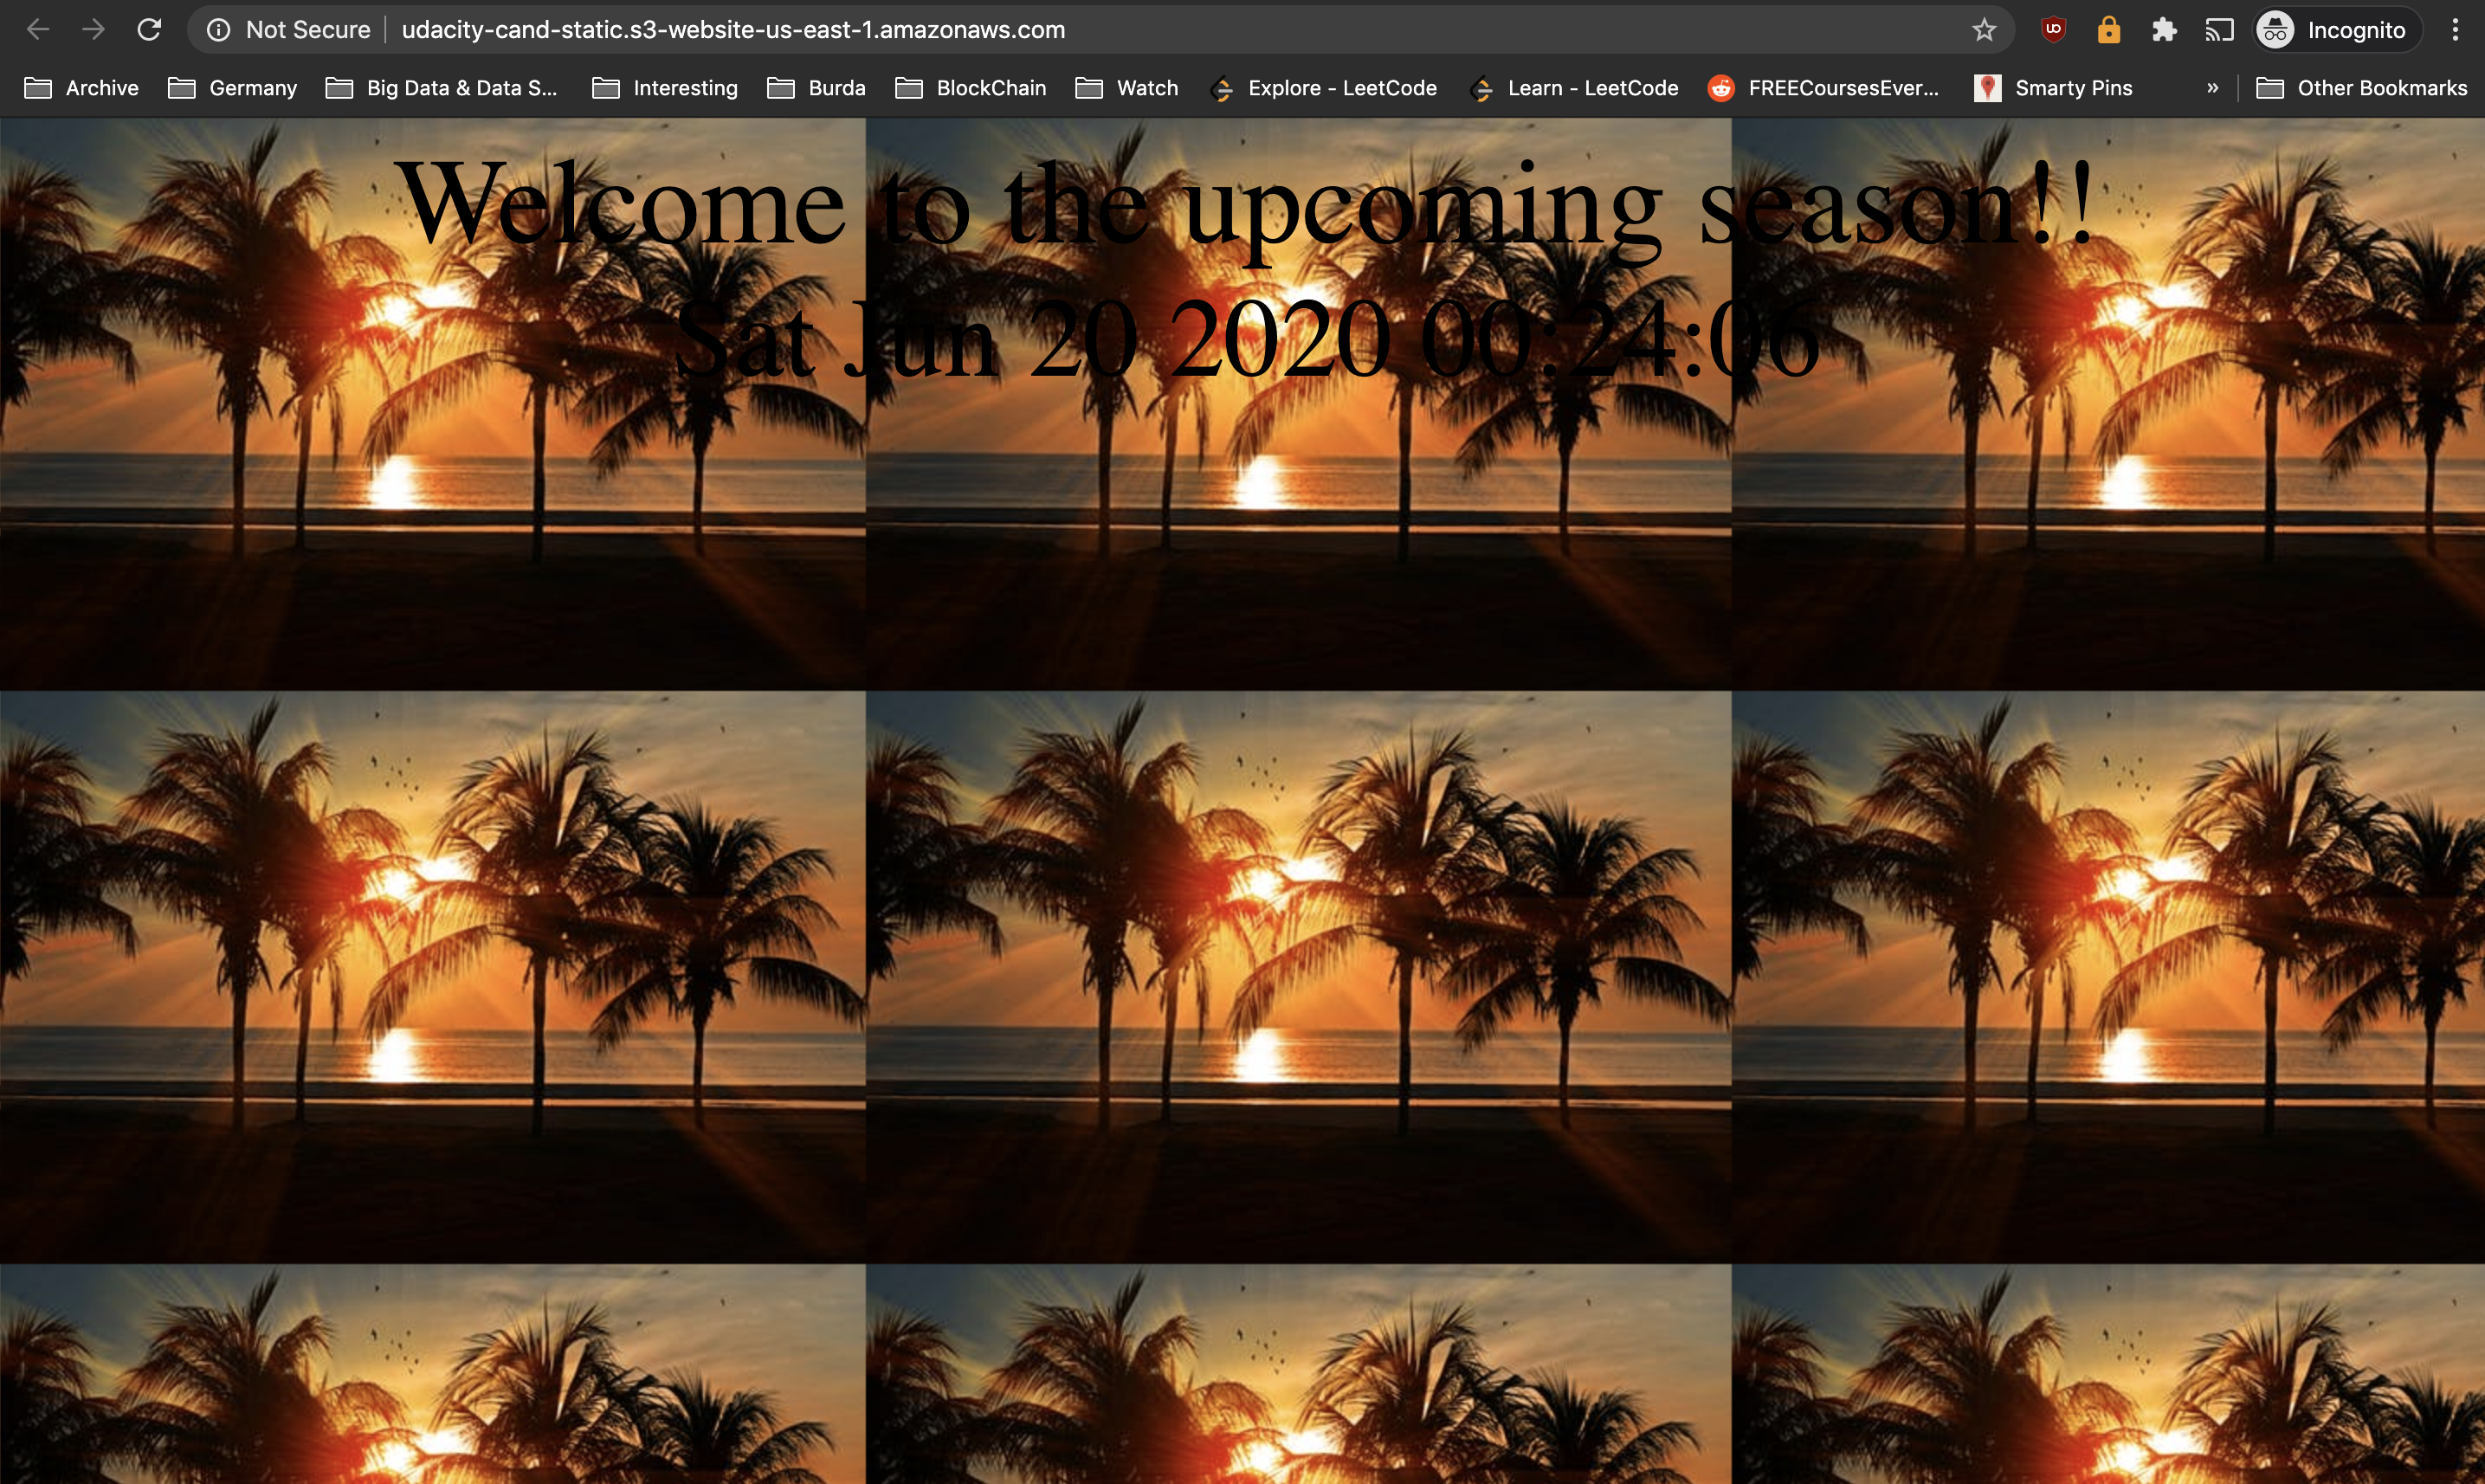 Not Secure udacity-cand-static.s3-website-us-east-1.amazonaws.com Incognito
Archive Germany Big Data & Data S... Interesting Burda BlockChain Watch Explore - LeetCode Learn - LeetCode FREECoursesEver... Smarty Pins » Other Bookmarks
Welcome to the upcoming season!!
Sat Jun 20 2020 00:24:06